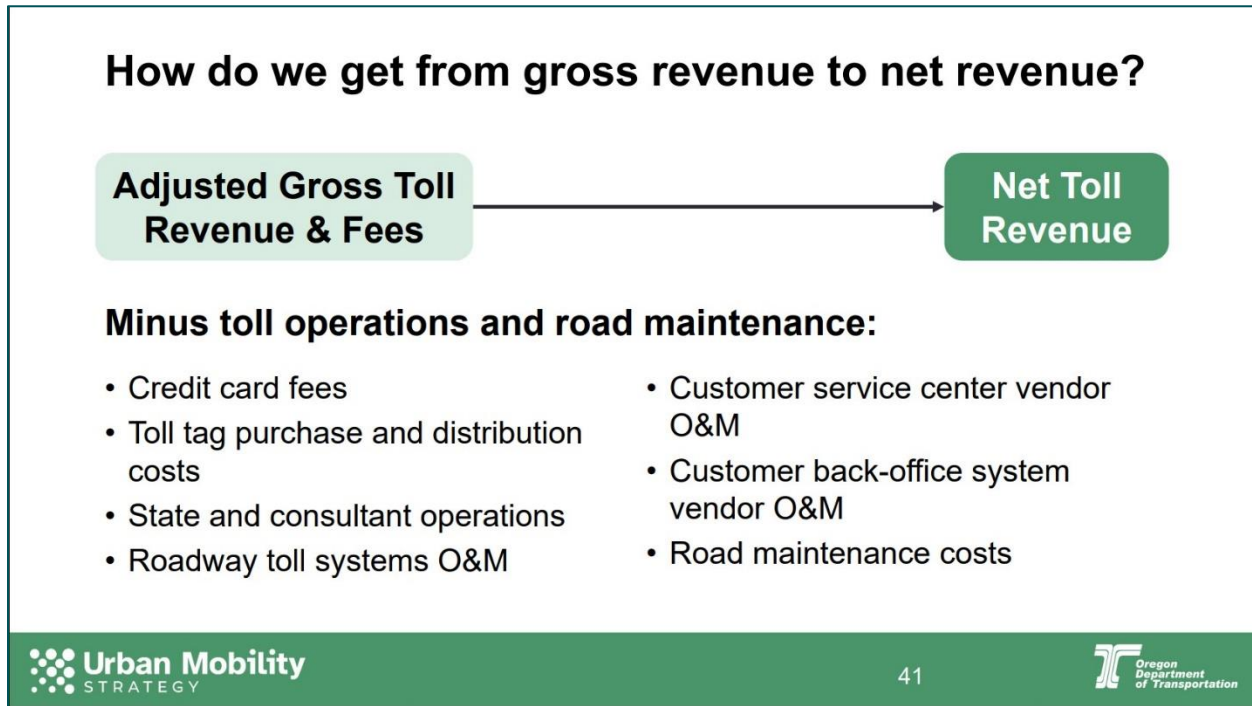 How do we get from gross revenue to net revenue?
Adjusted Gross Toll
Revenue & Fees
Net Toll
Revenue
Minus toll operations and road maintenance:
• Credit card fees
• Toll tag purchase and distribution
costs
• State and consultant operations
• Roadway toll systems O&M
• Customer service center vendor
O&M
• Customer back-office system
vendor O&M
• Road maintenance costs
Urban Mobility
STRATEGY
41
Oregon
Department
of Transportation